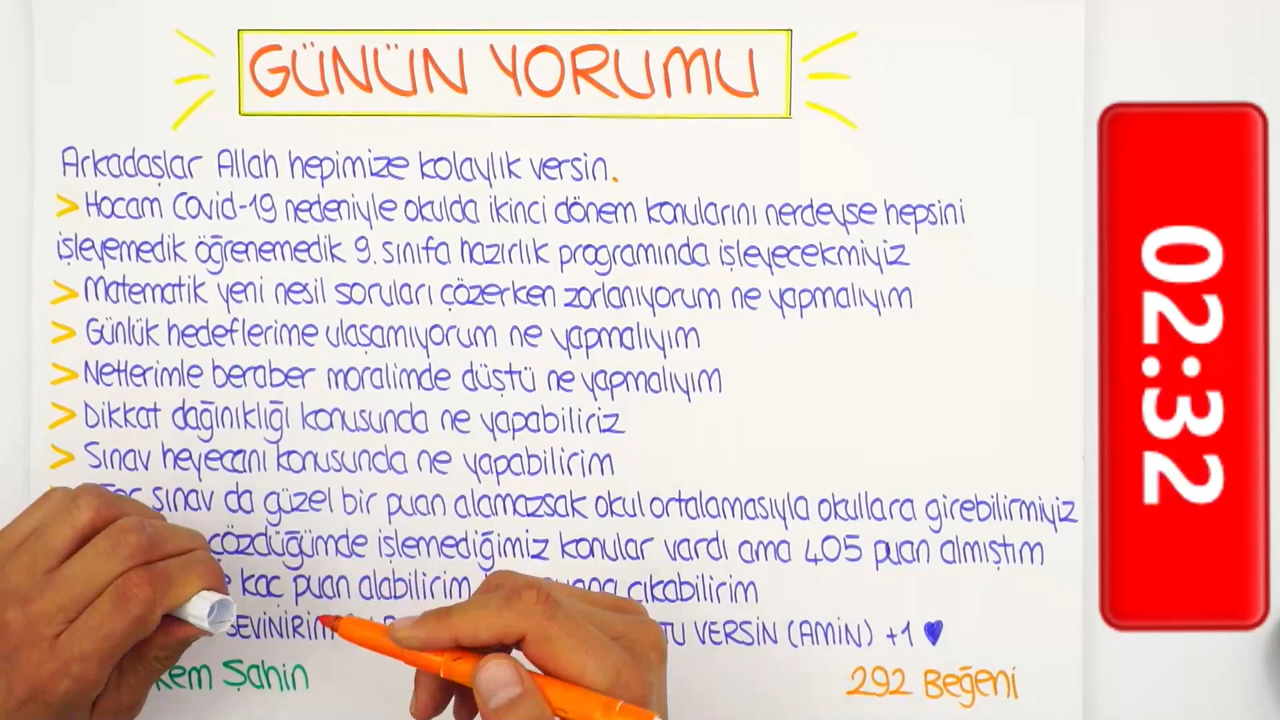 GÜNÜN YORUMU
Arkadaşlar Allah hepimize kolaylık versin.
> Hocam Covid-19 nedeniyle okulda ikinci dönem konularını nerdeyse hepsini
işleyemedik öğrenemedik 9. sınıfa hazırlık programında işleyecekmiyiz
> Matematik yeni nesil soruları çözerken zorlanıyorum ne yapmalıyım
> Günlük hedeflerime ulaşamıyorum ne yapmalıyım
> Netlerimle beraber moralimde düştü ne yapmalıyım
> Dikkat dağınıklığı konusunda ne yapabiliriz
> Sınav heyecanı konusunda ne yapabilirim
sınav da güzel bir puan alamazsak okul ortalamasıyla okullara girebilirmiyiz
çözdüğümde işlemediğimiz konular vardı ama 405 puan almıştım
kaç puan alabilirim çıkabilirim
SEVİNİRİM VERSİN (AMİN) +1 ♥
Şahin
292 Beğeni
02:32